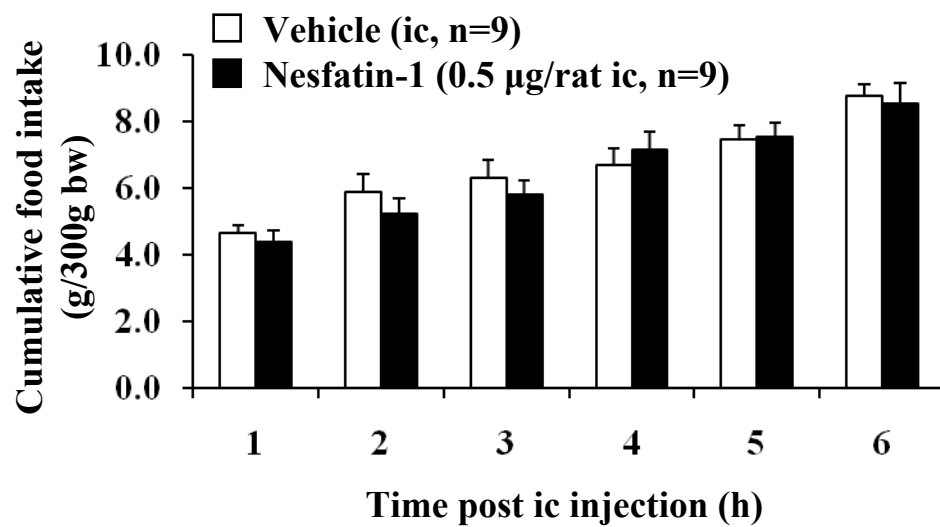 Vehicle (ic, n=9)
Nesfatin-1 (0.5 µg/rat ic, n=9)
Cumulative food intake
(g/300g bw)
10.0
8.0
6.0
4.0
2.0
0.0
1 2 3 4 5 6
Time post ic injection (h)